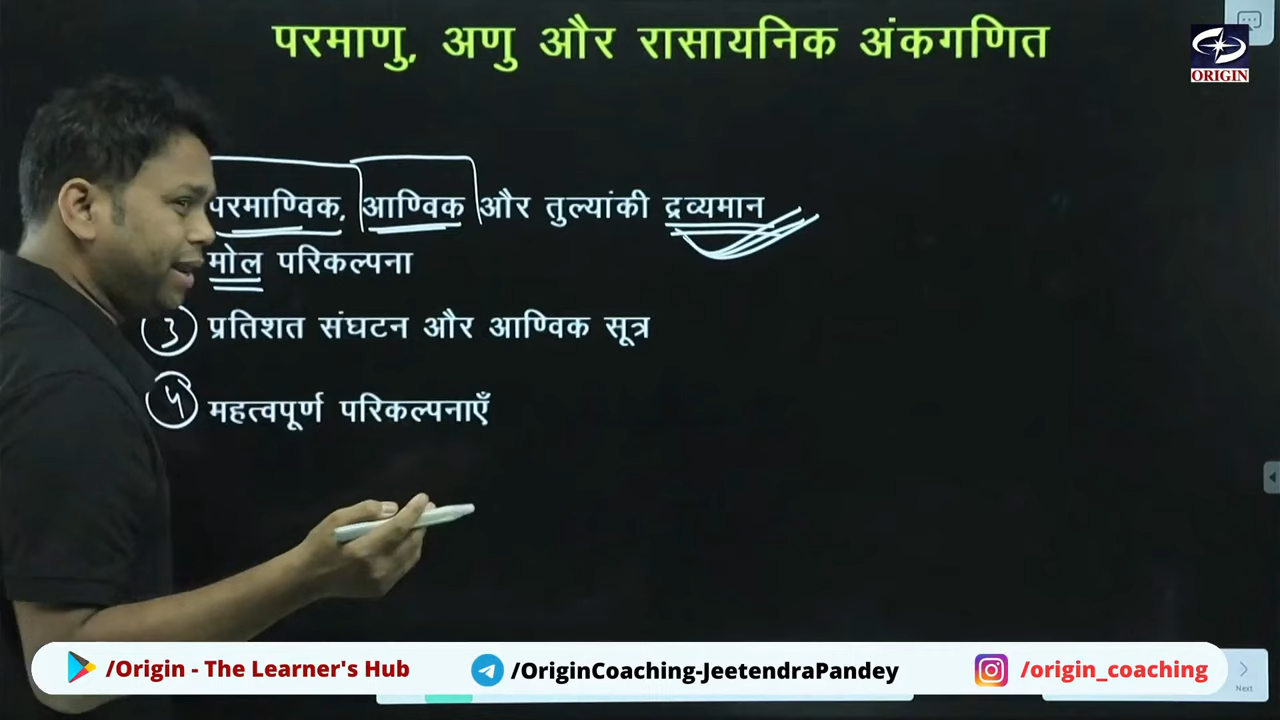 परमाणु, अणु और रासायनिक अंकगणित
ORIGIN
परमाण्विक, आण्विक और तुल्यांकी द्रव्यमान
मोल परिकल्पना
3 प्रतिशत संघटन और आण्विक सूत्र
4 महत्वपूर्ण परिकल्पनाएँ
/Origin - The Learner's Hub
/OriginCoaching-JeetendraPandey
/origin_coaching
Next